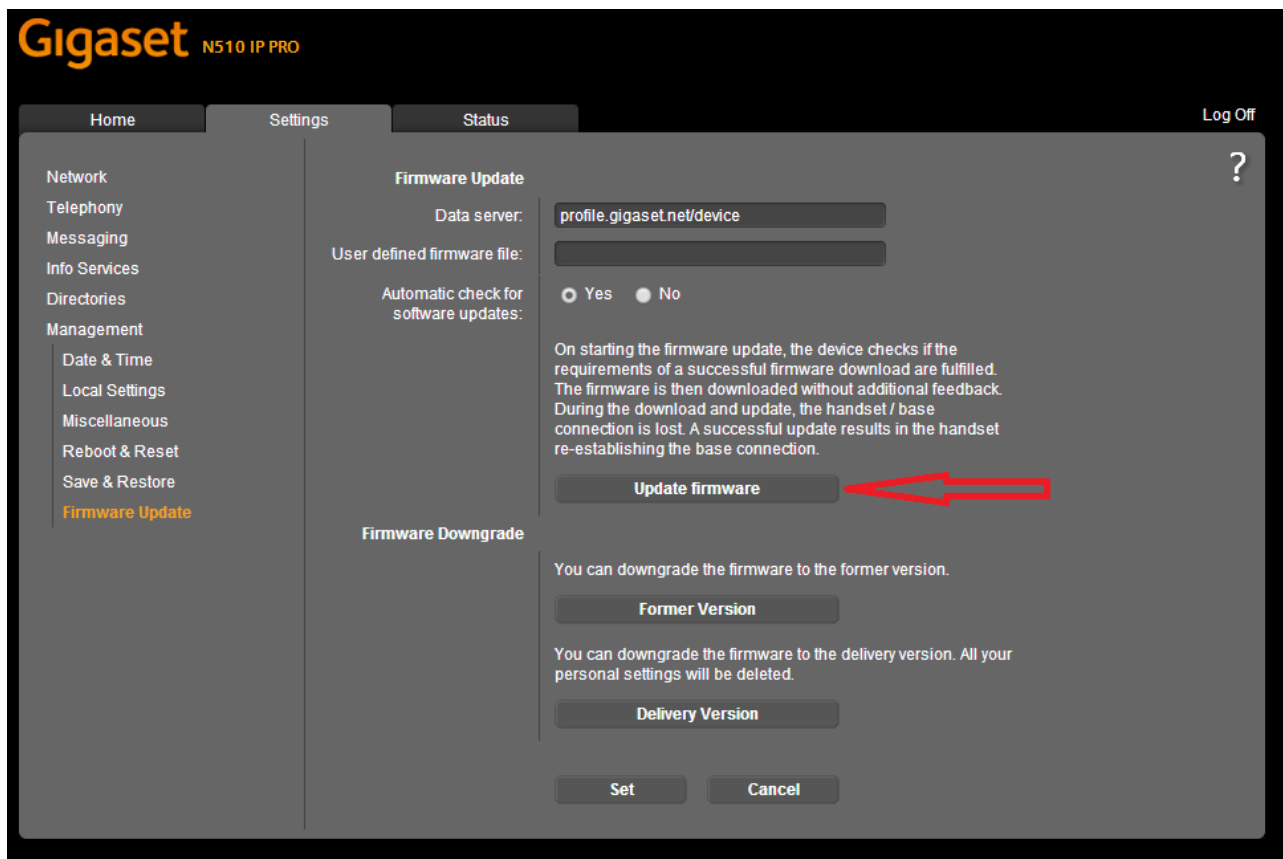 Gigaset N510 IP PRO
Home Settings Status Log Off
?
Network
Telephony
Messaging
Info Services
Directories
Management
Date & Time
Local Settings
Miscellaneous
Reboot & Reset
Save & Restore
Firmware Update
Firmware Update
Data server: profile.gigaset.net/device
User defined firmware file:
Automatic check for
software updates:
Yes No
On starting the firmware update, the device checks if the
requirements of a successful firmware download are fulfilled.
The firmware is then downloaded without additional feedback.
During the download and update, the handset / base
connection is lost. A successful update results in the handset
re-establishing the base connection.
Update firmware
Firmware Downgrade
You can downgrade the firmware to the former version.
Former Version
You can downgrade the firmware to the delivery version. All your
personal settings will be deleted.
Delivery Version
Set Cancel